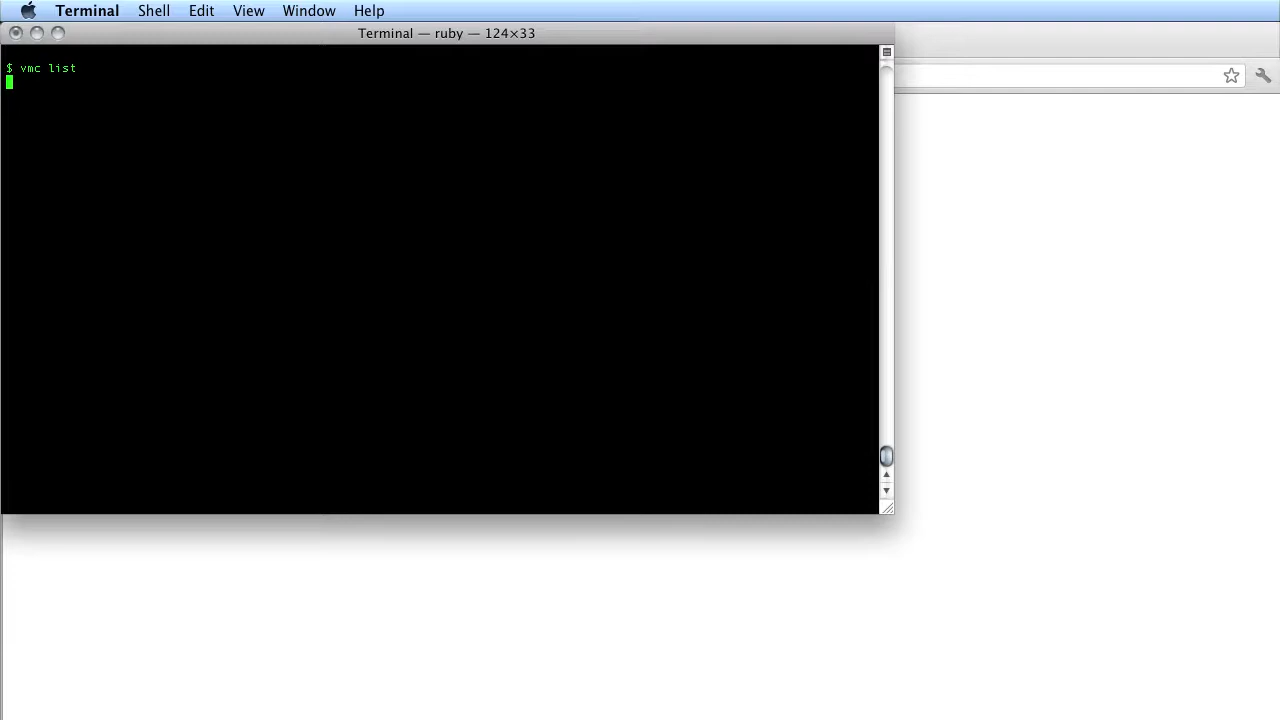 Terminal Shell Edit View Window Help
Terminal — ruby — 124×33
$ vmc list